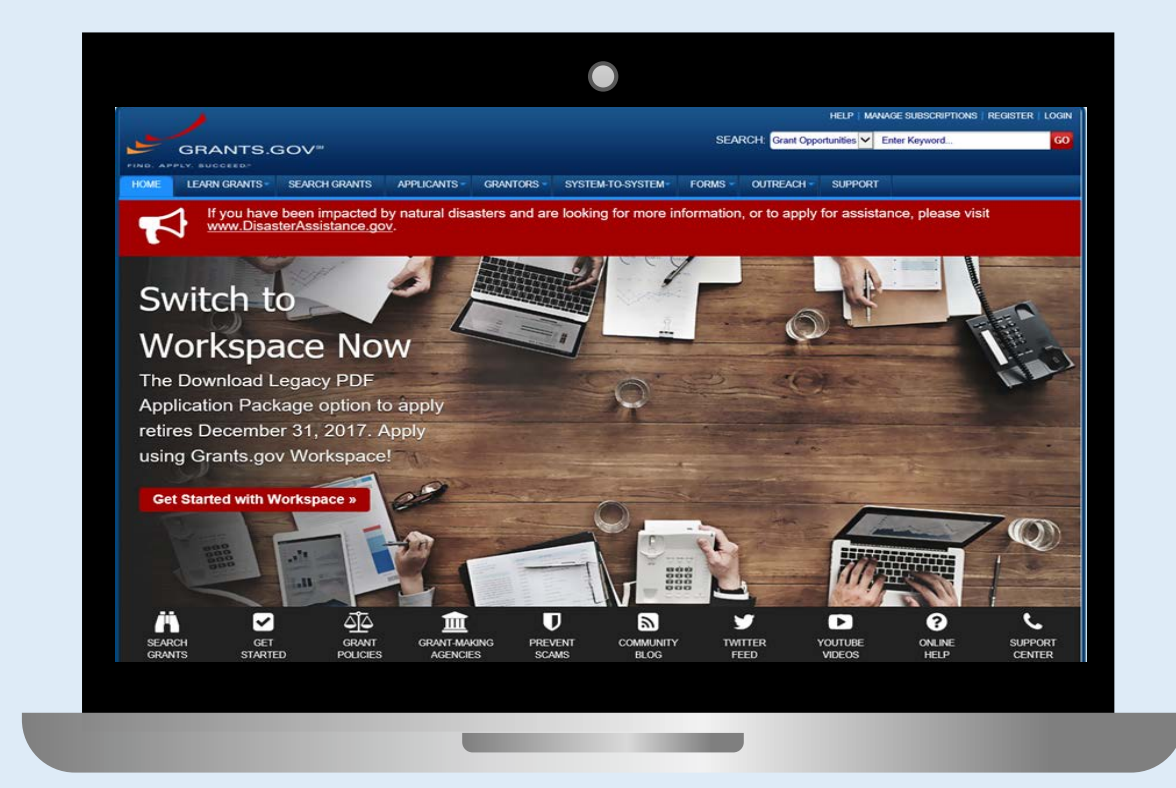 HELP | MANAGE SUBSCRIPTIONS | REGISTER | LOGIN
GRANTS.GOV℠
SEARCH: Grant Opportunities Enter Keyword... GO
FIND. APPLY. SUCCEED.℠
HOME LEARN GRANTS SEARCH GRANTS APPLICANTS GRANTORS SYSTEM-TO-SYSTEM FORMS OUTREACH SUPPORT
If you have been impacted by natural disasters and are looking for more information, or to apply for assistance, please visit
www.DisasterAssistance.gov.
Switch to
Workspace Now
The Download Legacy PDF
Application Package option to apply
retires December 31, 2017. Apply
using Grants.gov Workspace!
Get Started with Workspace »
SEARCH
GRANTS
GET
STARTED
GRANT
POLICIES
GRANT-MAKING
AGENCIES
PREVENT
SCAMS
COMMUNITY
BLOG
TWITTER
FEED
YOUTUBE
VIDEOS
ONLINE
HELP
SUPPORT
CENTER